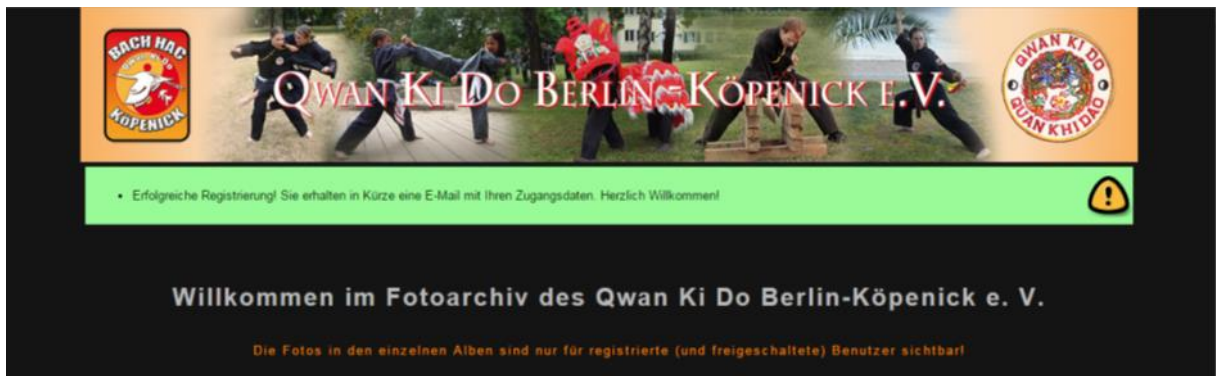 BACH HAC
KÖPENICK
QWAN KI DO BERLIN-KÖPENICK E.V.
QWAN KI DO
QUAN KHI DAO
Erfolgreiche Registrierung! Sie erhalten in Kürze eine E-Mail mit Ihren Zugangsdaten. Herzlich Willkommen!
Willkommen im Fotoarchiv des Qwan Ki Do Berlin-Köpenick e. V.
Die Fotos in den einzelnen Alben sind nur für registrierte (und freigeschaltete) Benutzer sichtbar!